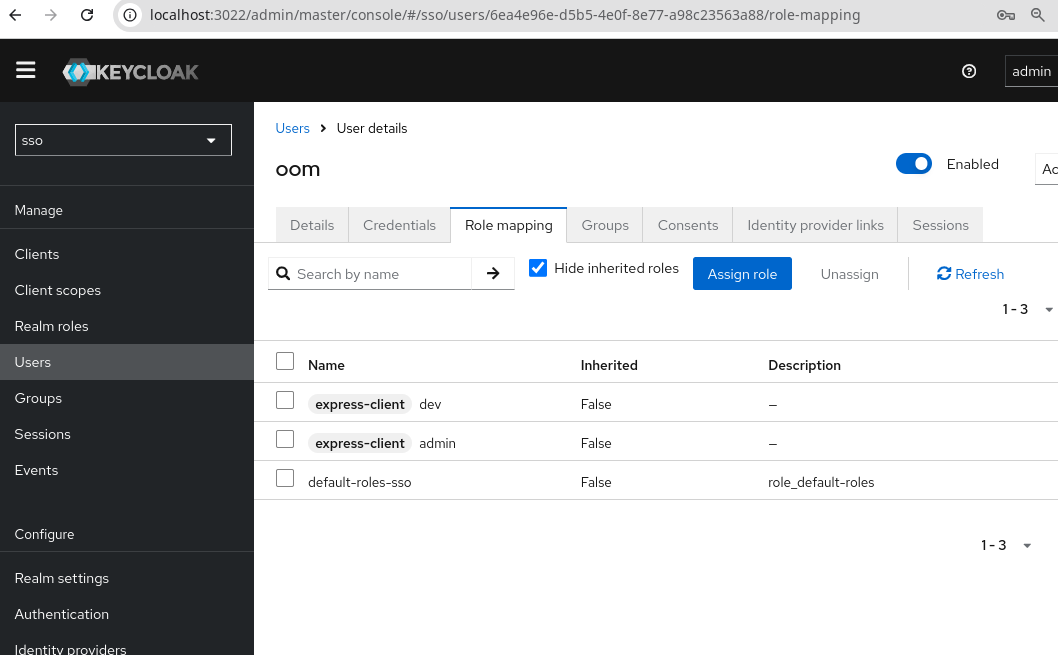 localhost:3022/admin/master/console/#/sso/users/6ea4e96e-d5b5-4e0f-8e77-a98c23563a88/role-mapping
KEYCLOAK
admin
sso
Manage
Clients
Client scopes
Realm roles
Users
Groups
Sessions
Events
Configure
Realm settings
Authentication
Identity providers
Users > User details
oom
Enabled
Ac
Details Credentials Role mapping Groups Consents Identity provider links Sessions
Search by name Hide inherited roles Assign role Unassign Refresh
1 - 3
Name Inherited Description
express-client dev False –
express-client admin False –
default-roles-sso False role_default-roles
1 - 3